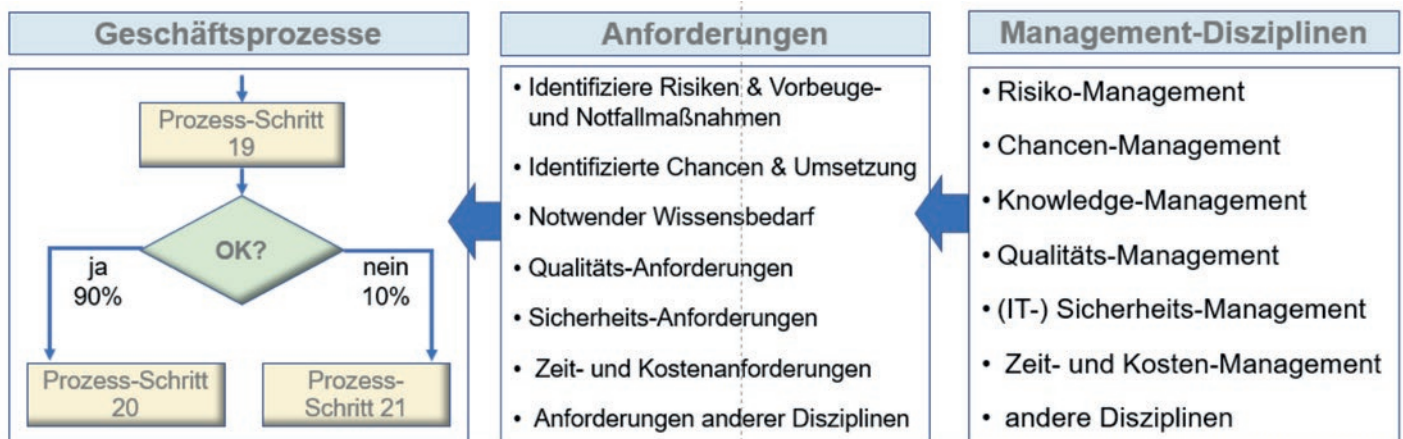 Geschäftsprozesse
Prozess-Schritt
19
OK?
ja
90%
nein
10%
Prozess-Schritt
20
Prozess-
Schritt 21
Anforderungen
• Identifiziere Risiken & Vorbeuge-
und Notfallmaßnahmen
• Identifizierte Chancen & Umsetzung
• Notwender Wissensbedarf
• Qualitäts-Anforderungen
• Sicherheits-Anforderungen
• Zeit- und Kostenanforderungen
• Anforderungen anderer Disziplinen
Management-Disziplinen
• Risiko-Management
• Chancen-Management
• Knowledge-Management
• Qualitäts-Management
• (IT-) Sicherheits-Management
• Zeit- und Kosten-Management
• andere Disziplinen